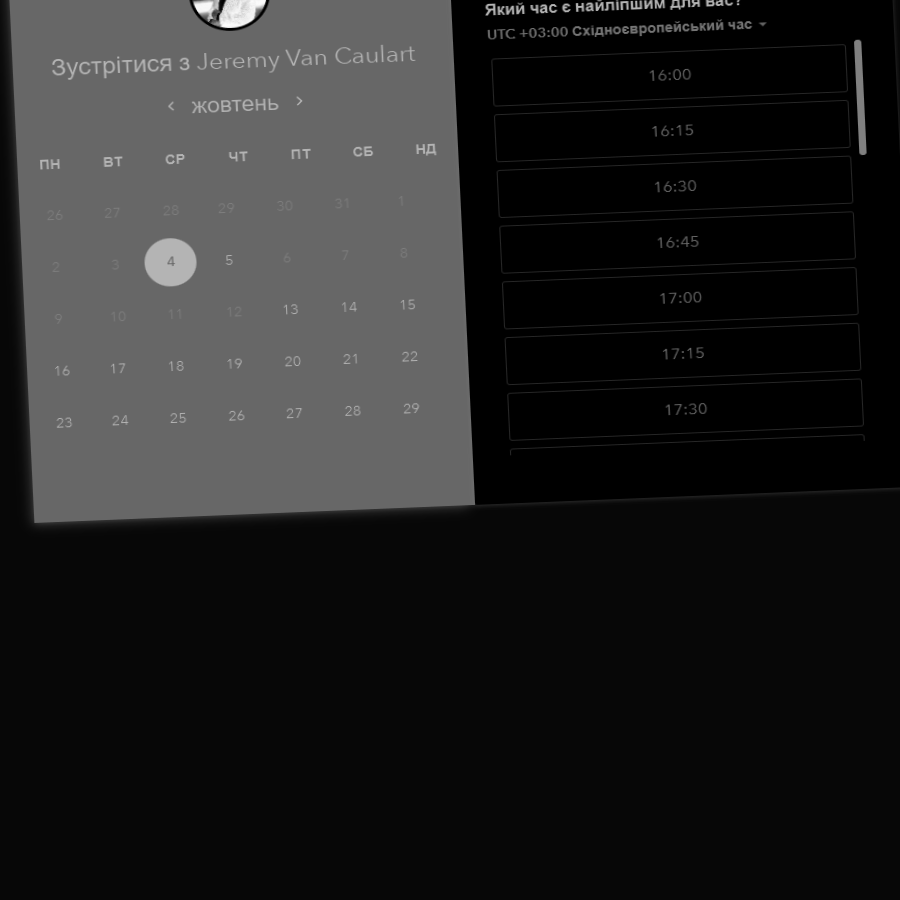 Зустрітися з Jeremy Van Caulart
‹ жовтень ›
ПН ВТ СР ЧТ ПТ СБ НД
26 27 28 29 30 31 1
2 3 4 5 6 7 8
9 10 11 12 13 14 15
16 17 18 19 20 21 22
23 24 25 26 27 28 29
Який час є найліпшим для вас?
UTC +03:00 Східноєвропейський час
16:00
16:15
16:30
16:45
17:00
17:15
17:30